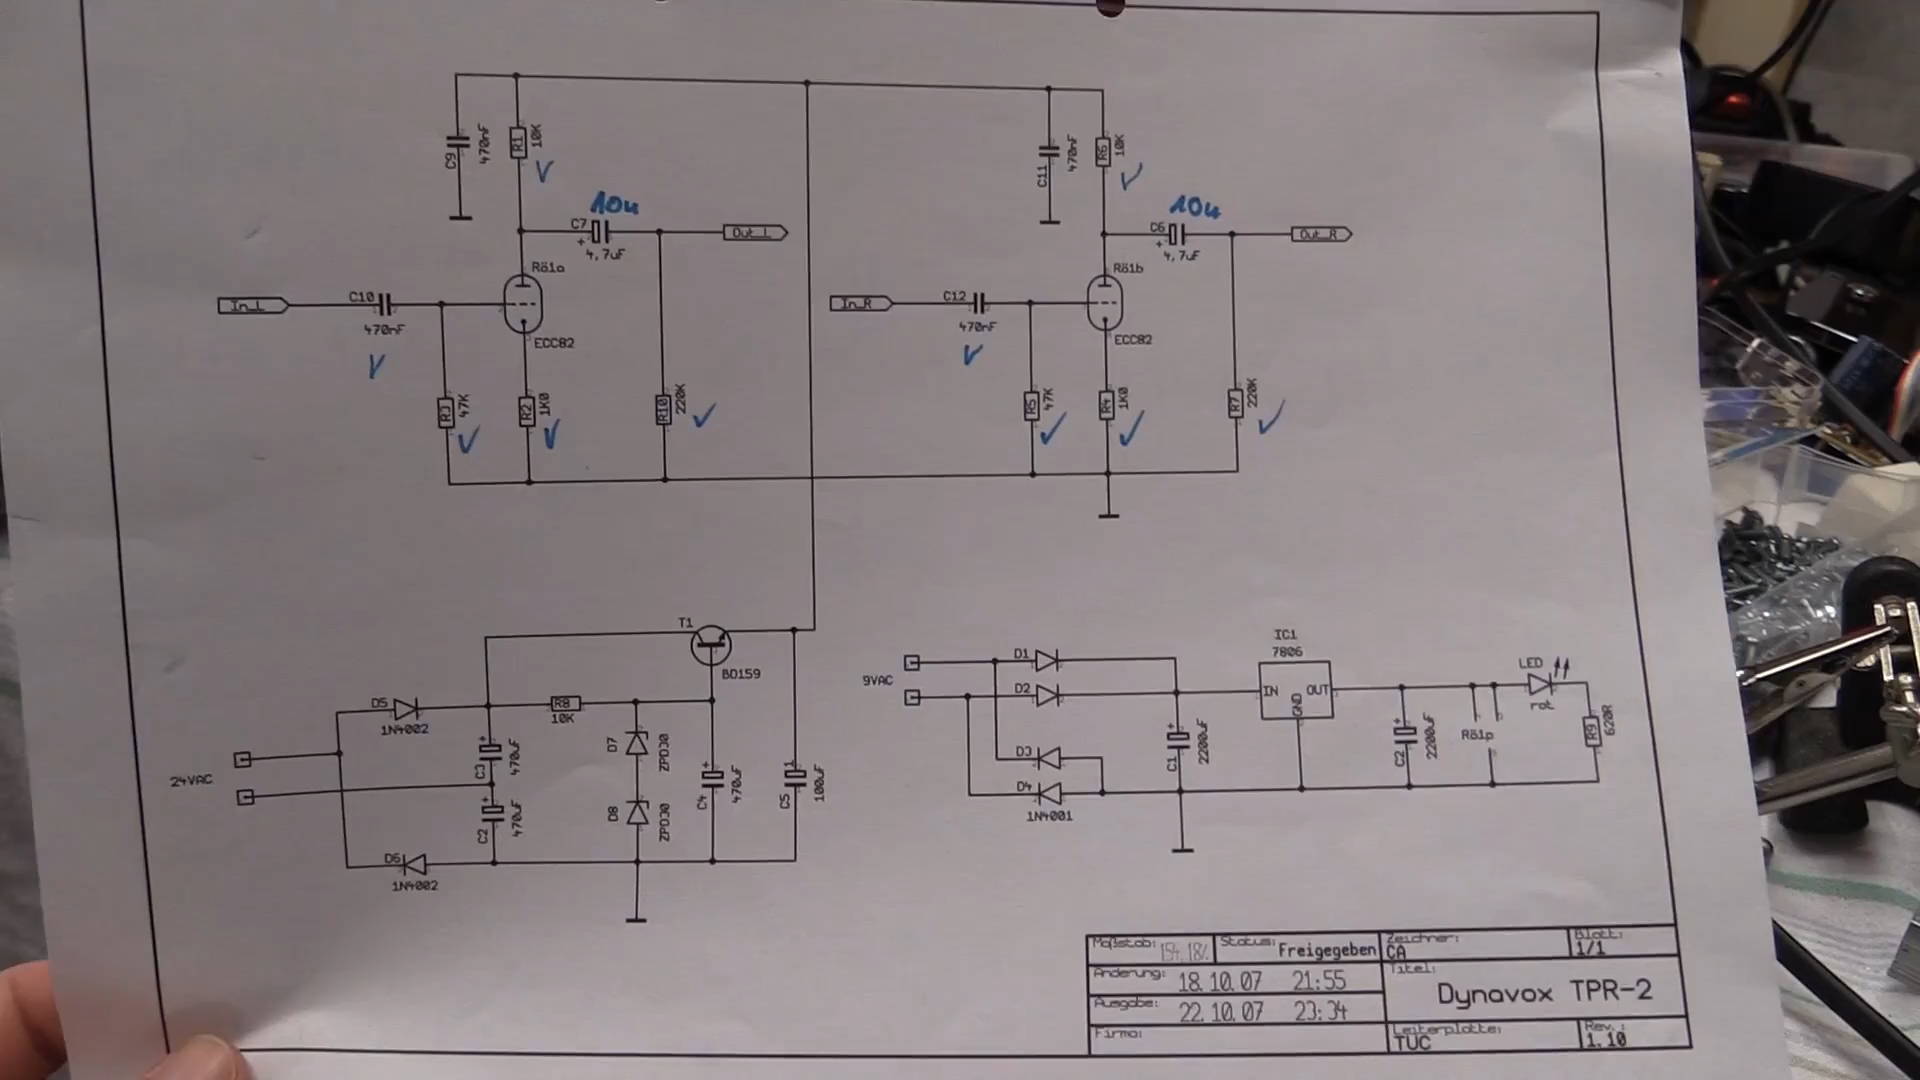 C9
470nF
R1
10K
C11
470nF
R6
10K
10u
C7
+
4,7uF
Out_L
10u
C6
+
4,7uF
Out_R
Rö1a
In_L
C10
470nF
ECC82
Rö1b
In_R
C12
470nF
ECC82
R3
47K
R2
1K0
R10
220K
R5
47K
R4
1K0
R7
220K
T1
BD159
D5
1N4002
R8
10K
24VAC
C3
+
470uF
C2
+
470uF
D7
ZPD30
D8
ZPD30
C4
+
470uF
C5
100uF
D6
1N4002
9VAC
D1
D2
D3
D4
1N4001
C1
+
2200uF
IC1
7806
IN
OUT
GND
C2
+
2200uF
Rö1p
LED
rot
R9
620R
Maßstab:
Status: Freigegeben
Zeichner: CA
Blatt: 1/1
Änderung: 18.10.07 21:55
Ausgabe: 22.10.07 23:34
Titel: Dynavox TPR-2
Firma:
Leiterplatte: TUC
Rev.: 1.10